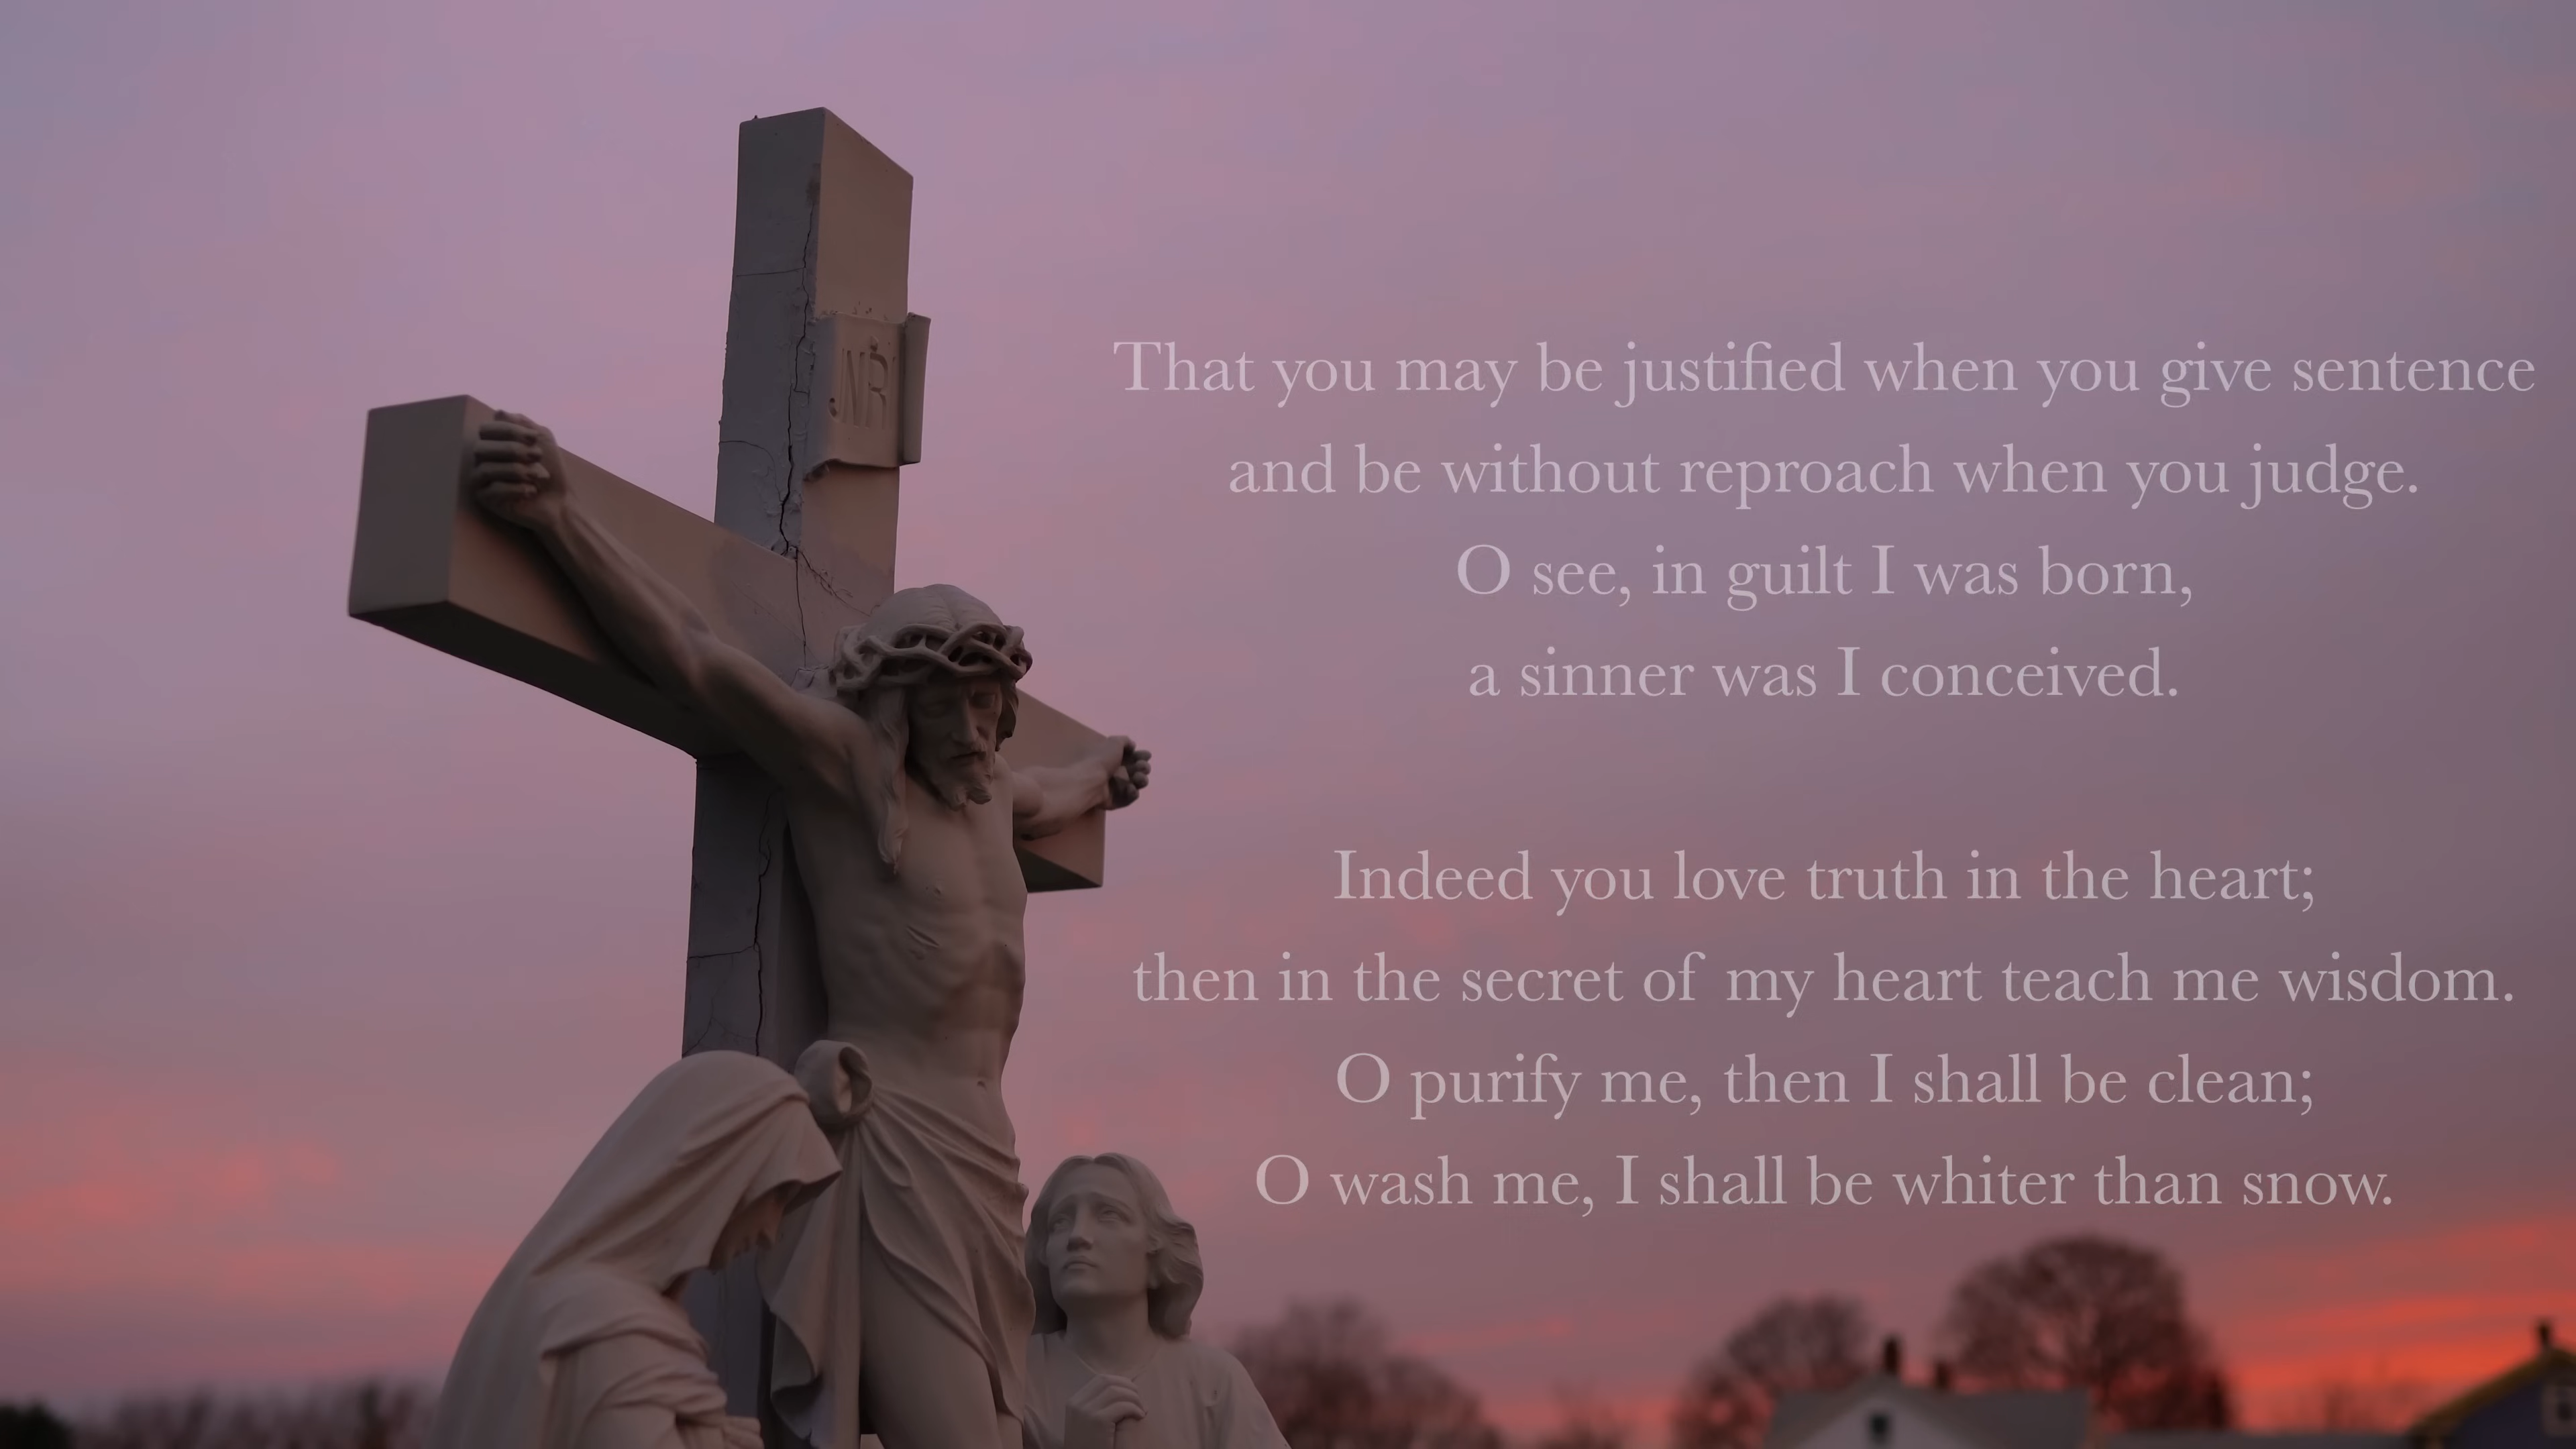 JNRI
That you may be justified when you give sentence
and be without reproach when you judge.
O see, in guilt I was born,
a sinner was I conceived.
Indeed you love truth in the heart;
then in the secret of my heart teach me wisdom.
O purify me, then I shall be clean;
O wash me, I shall be whiter than snow.